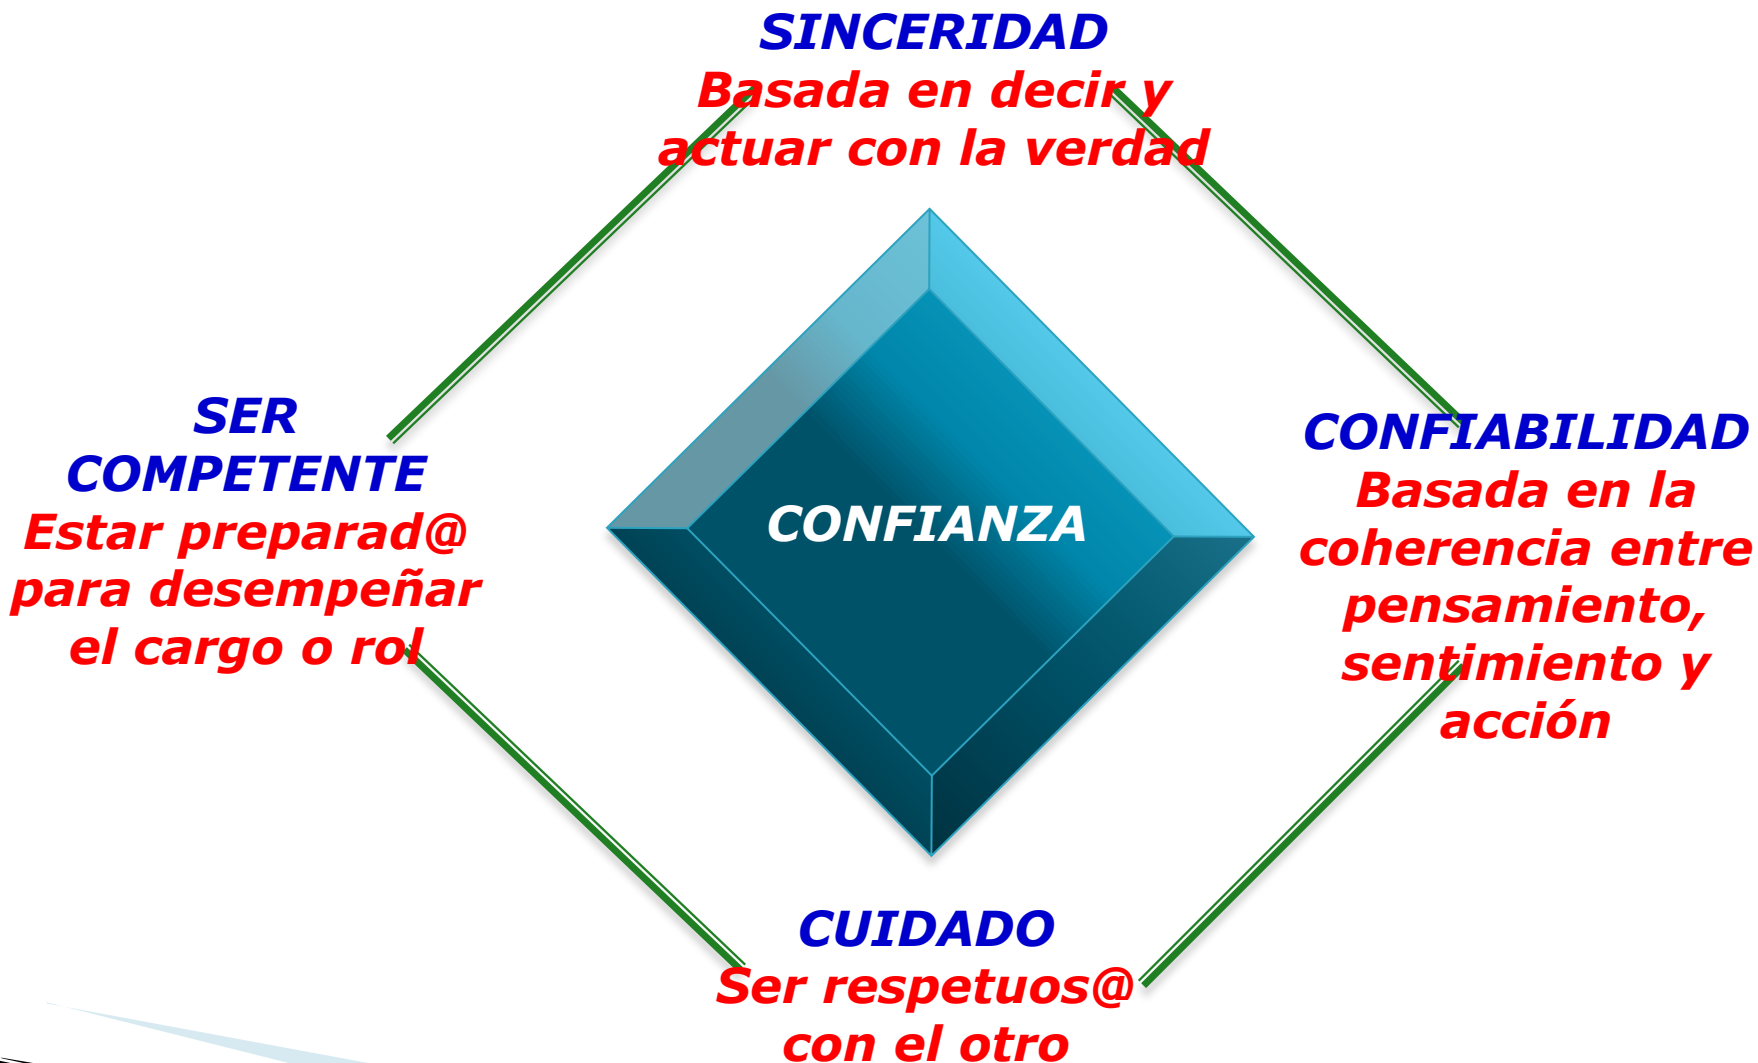 SINCERIDAD
Basada en decir y
actuar con la verdad
SER
COMPETENTE
Estar preparad@
para desempeñar
el cargo o rol
CONFIANZA
CONFIABILIDAD
Basada en la
coherencia entre
pensamiento,
sentimiento y
acción
CUIDADO
Ser respetuos@
con el otro